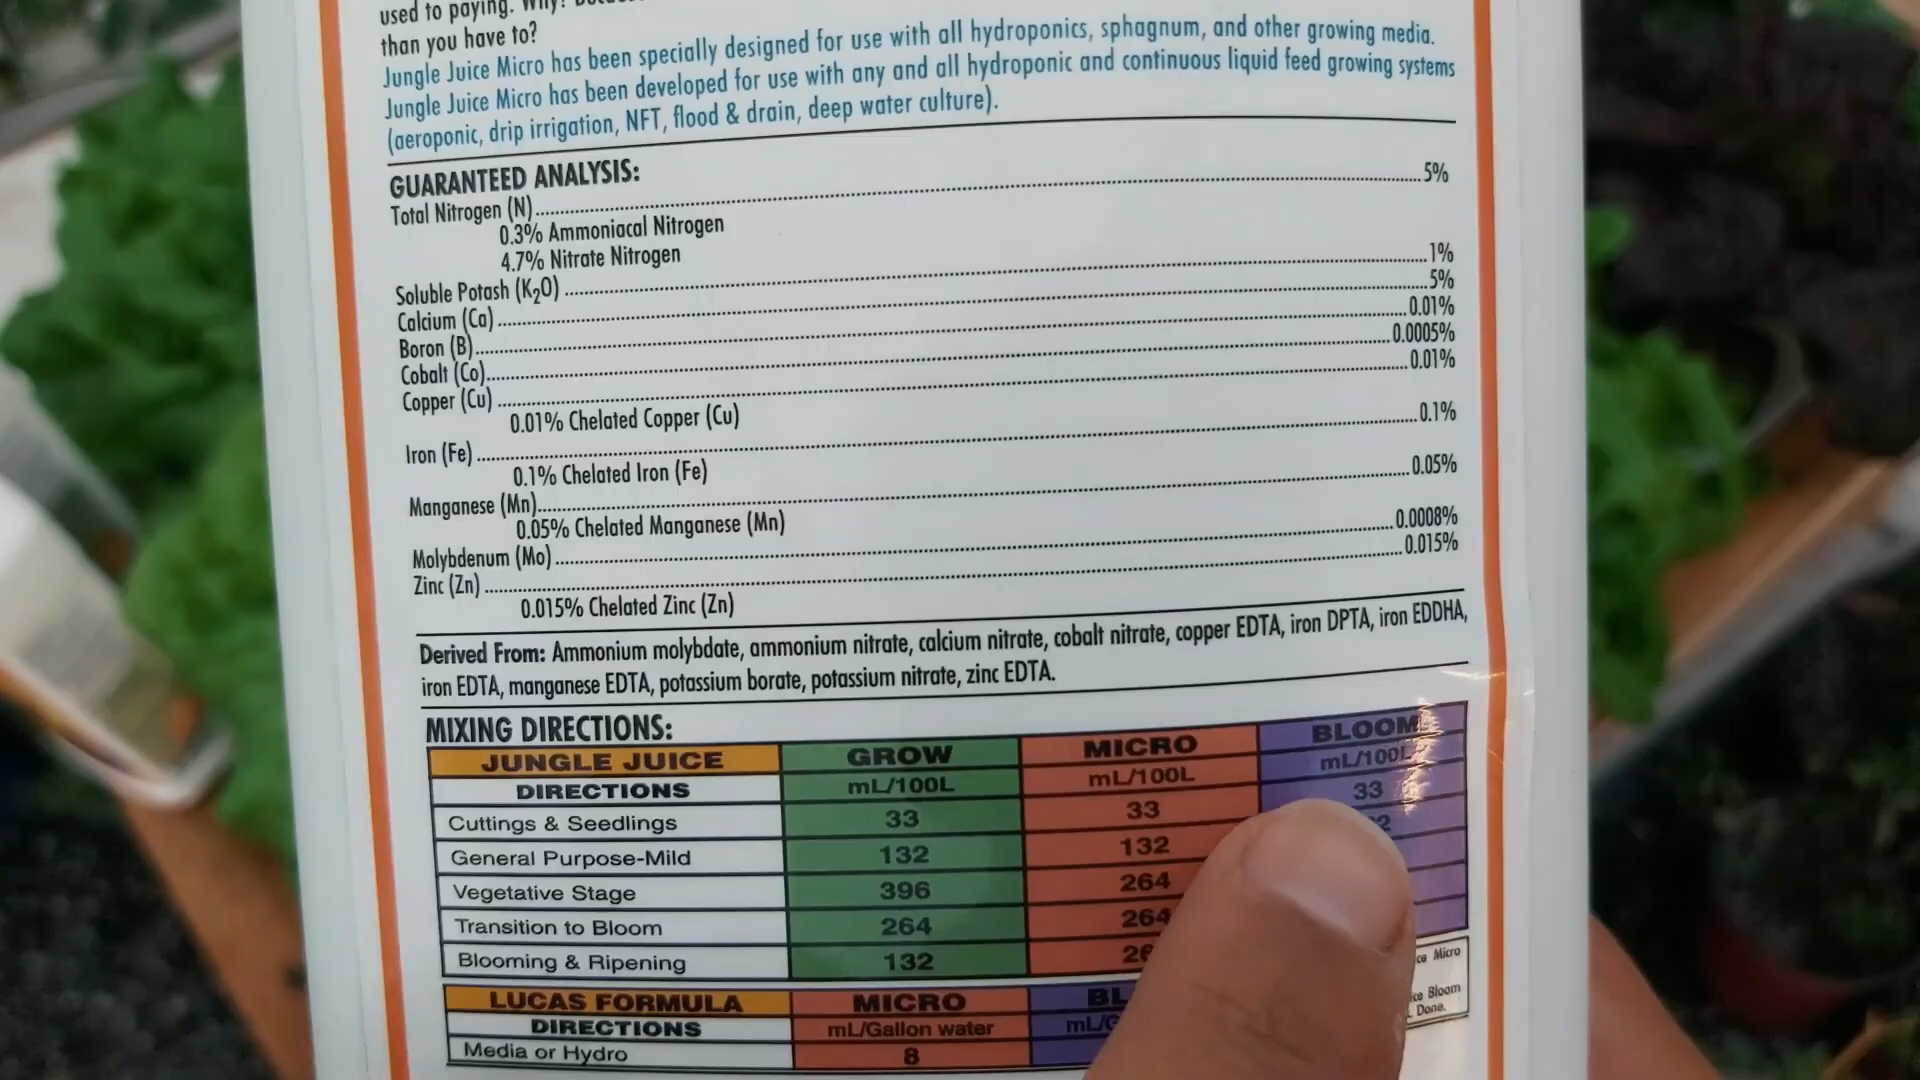 used to paying. Why?
than you have to?
Jungle Juice Micro has been specially designed for use with all hydroponics, sphagnum, and other growing media.
Jungle Juice Micro has been developed for use with any and all hydroponic and continuous liquid feed growing systems
(aeroponic, drip irrigation, NFT, flood & drain, deep water culture).
GUARANTEED ANALYSIS:
Total Nitrogen (N) 5%
0.3% Ammoniacal Nitrogen
4.7% Nitrate Nitrogen
Soluble Potash (K₂O) 1%
Calcium (Ca) 5%
Boron (B) 0.01%
Cobalt (Co) 0.0005%
Copper (Cu) 0.01%
0.01% Chelated Copper (Cu)
Iron (Fe) 0.1%
0.1% Chelated Iron (Fe)
Manganese (Mn) 0.05%
0.05% Chelated Manganese (Mn)
Molybdenum (Mo) 0.0008%
Zinc (Zn) 0.015%
0.015% Chelated Zinc (Zn)
Derived From: Ammonium molybdate, ammonium nitrate, calcium nitrate, cobalt nitrate, copper EDTA, iron DPTA, iron EDDHA,
iron EDTA, manganese EDTA, potassium borate, potassium nitrate, zinc EDTA.
MIXING DIRECTIONS:
JUNGLE JUICE GROW MICRO BLOOM
DIRECTIONS mL/100L mL/100L mL/100L
Cuttings & Seedlings 33 33 33
General Purpose-Mild 132 132
Vegetative Stage 396 264
Transition to Bloom 264 264
Blooming & Ripening 132
Micro
LUCAS FORMULA MICRO
Bloom
DIRECTIONS mL/Gallon water
Done.
Media or Hydro 8